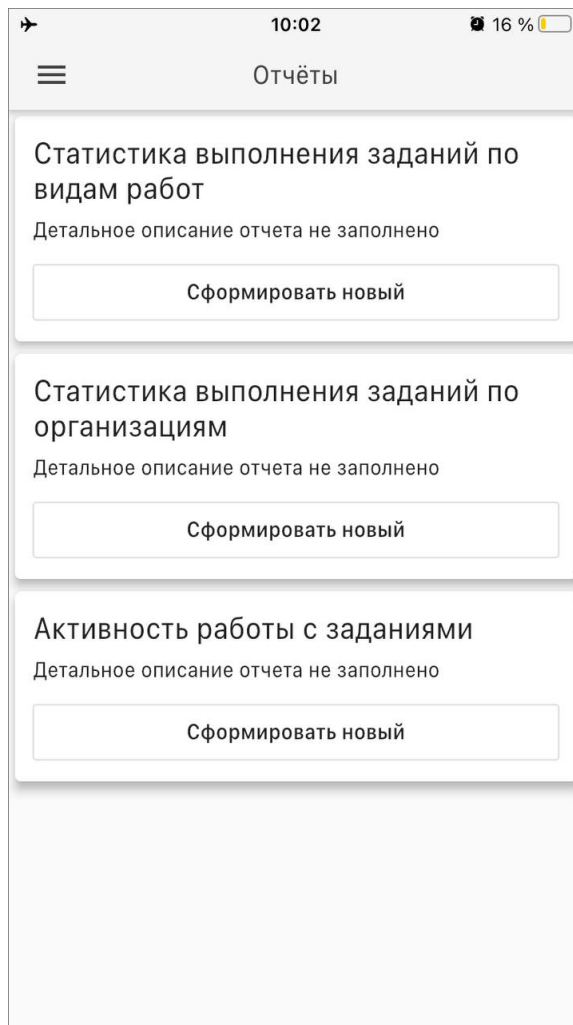 10:02
16 %
Отчёты
Статистика выполнения заданий по
видам работ
Детальное описание отчета не заполнено
Сформировать новый
Статистика выполнения заданий по
организациям
Детальное описание отчета не заполнено
Сформировать новый
Активность работы с заданиями
Детальное описание отчета не заполнено
Сформировать новый